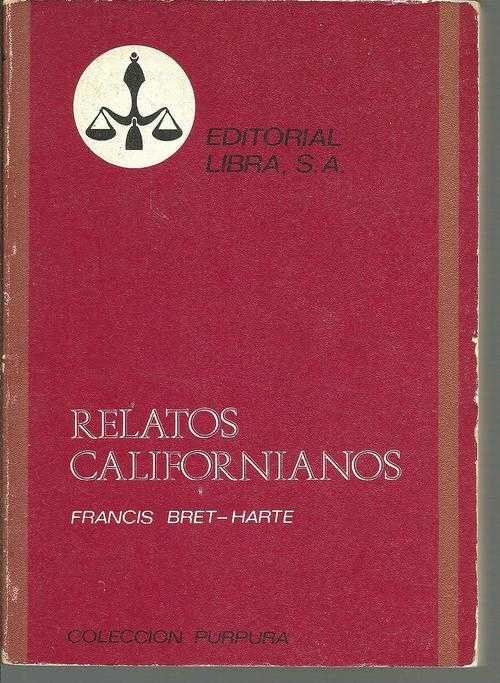 EDITORIAL
LIBRA, S.A.
RELATOS
CALIFORNIANOS
FRANCIS BRET-HARTE
COLECCION PURPURA